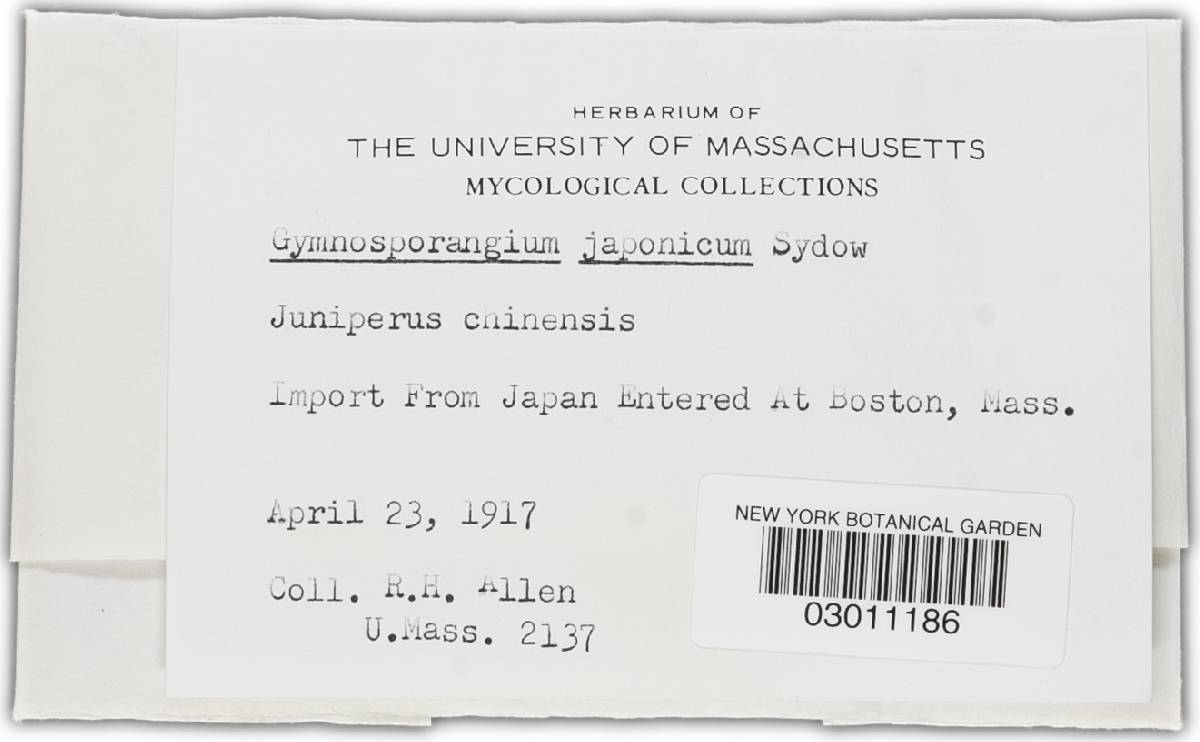 HERBARIUM OF
THE UNIVERSITY OF MASSACHUSETTS
MYCOLOGICAL COLLECTIONS
Gymnosporangium japonicum Sydow
Juniperus chinensis
Import From Japan Entered At Boston, Mass.
April 23, 1917
Coll. R.H. Allen
U.Mass. 2137
NEW YORK BOTANICAL GARDEN
03011186